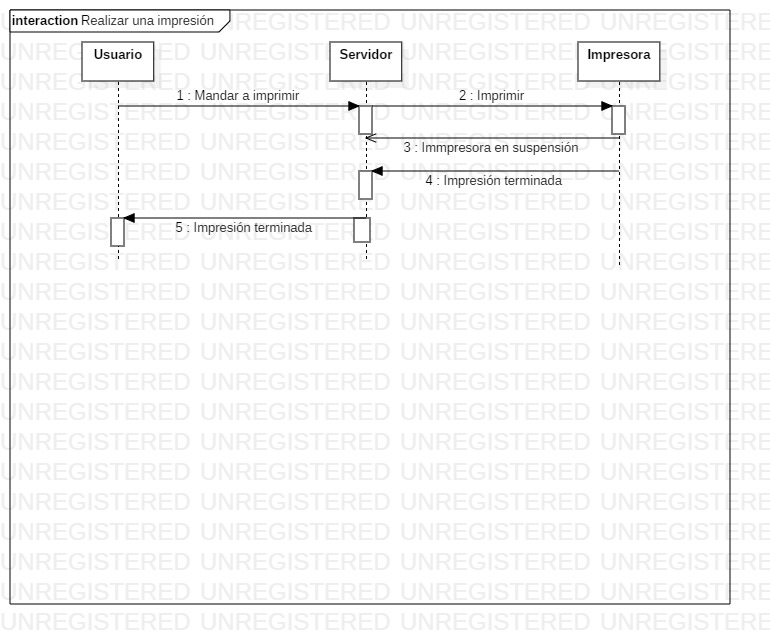 interaction Realizar una impresión
Usuario
Servidor
Impresora
1 : Mandar a imprimir
2 : Imprimir
3 : Immpresora en suspensión
4 : Impresión terminada
5 : Impresión terminada
UNREGISTERED UNREGISTERED UNREGISTERED UNREGISTERED